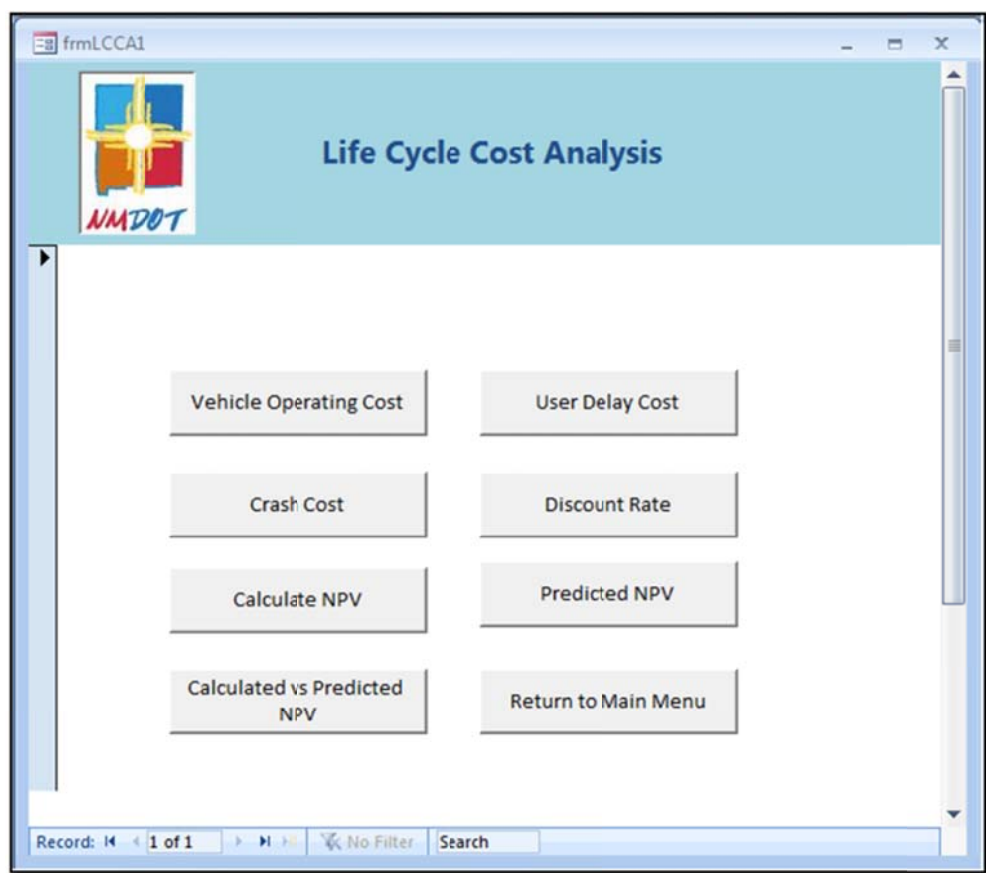 frmLCCA1
NMDOT
Life Cycle Cost Analysis
Vehicle Operating Cost
User Delay Cost
Crash Cost
Discount Rate
Calculate NPV
Predicted NPV
Calculated vs Predicted
NPV
Return to Main Menu
Record: 1 of 1 No Filter Search